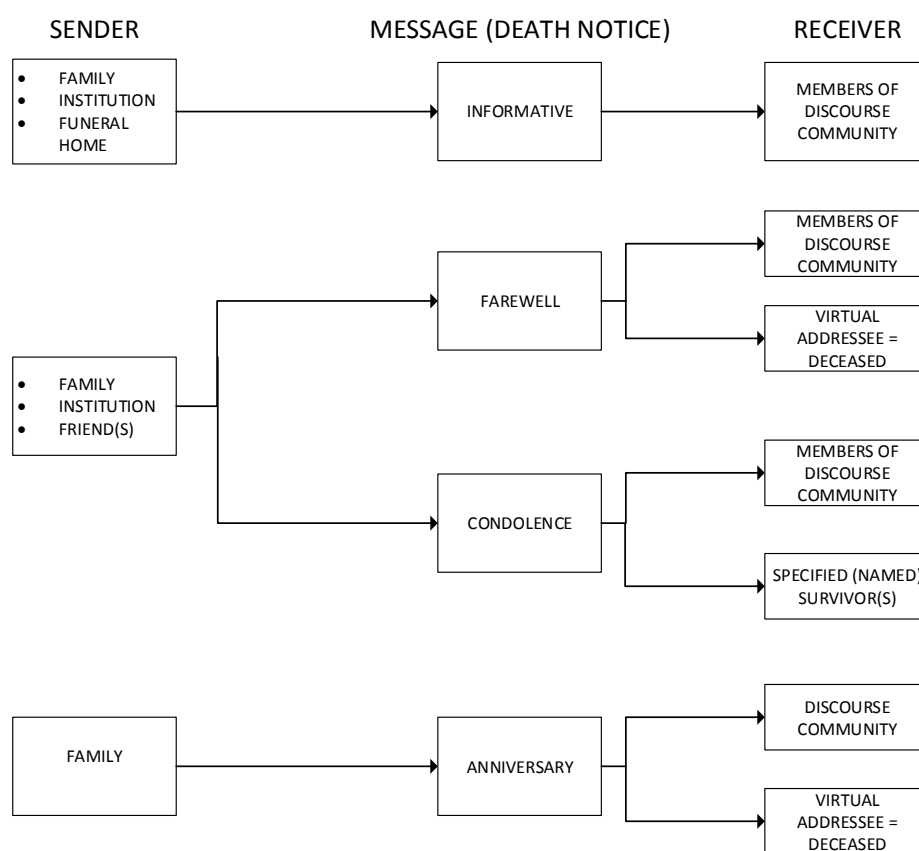 SENDER
MESSAGE (DEATH NOTICE)
RECEIVER
• FAMILY
• INSTITUTION
• FUNERAL
HOME
INFORMATIVE
MEMBERS OF
DISCOURSE
COMMUNITY
• FAMILY
• INSTITUTION
• FRIEND(S)
FAREWELL
MEMBERS OF
DISCOURSE
COMMUNITY
VIRTUAL
ADDRESSEE =
DECEASED
CONDOLENCE
MEMBERS OF
DISCOURSE
COMMUNITY
SPECIFIED (NAMED)
SURVIVOR(S)
FAMILY
ANNIVERSARY
DISCOURSE
COMMUNITY
VIRTUAL
ADDRESSEE =
DECEASED